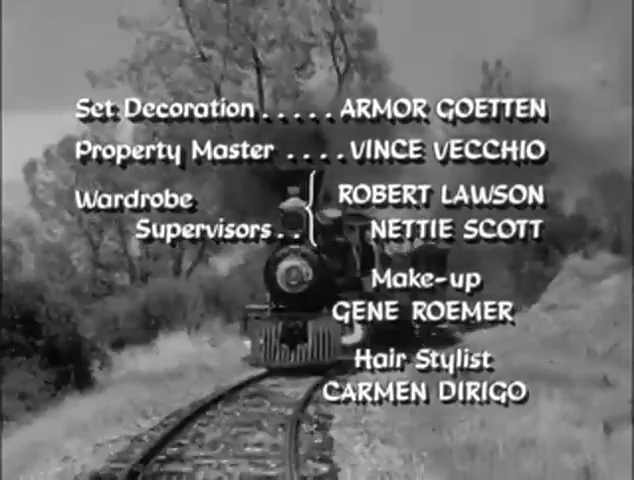 Set Decoration ..... ARMOR GOETTEN
Property Master .... VINCE VECCHIO
Wardrobe
Supervisors .. { ROBERT LAWSON
NETTIE SCOTT
Make-up
GENE ROEMER
Hair Stylist
CARMEN DIRIGO